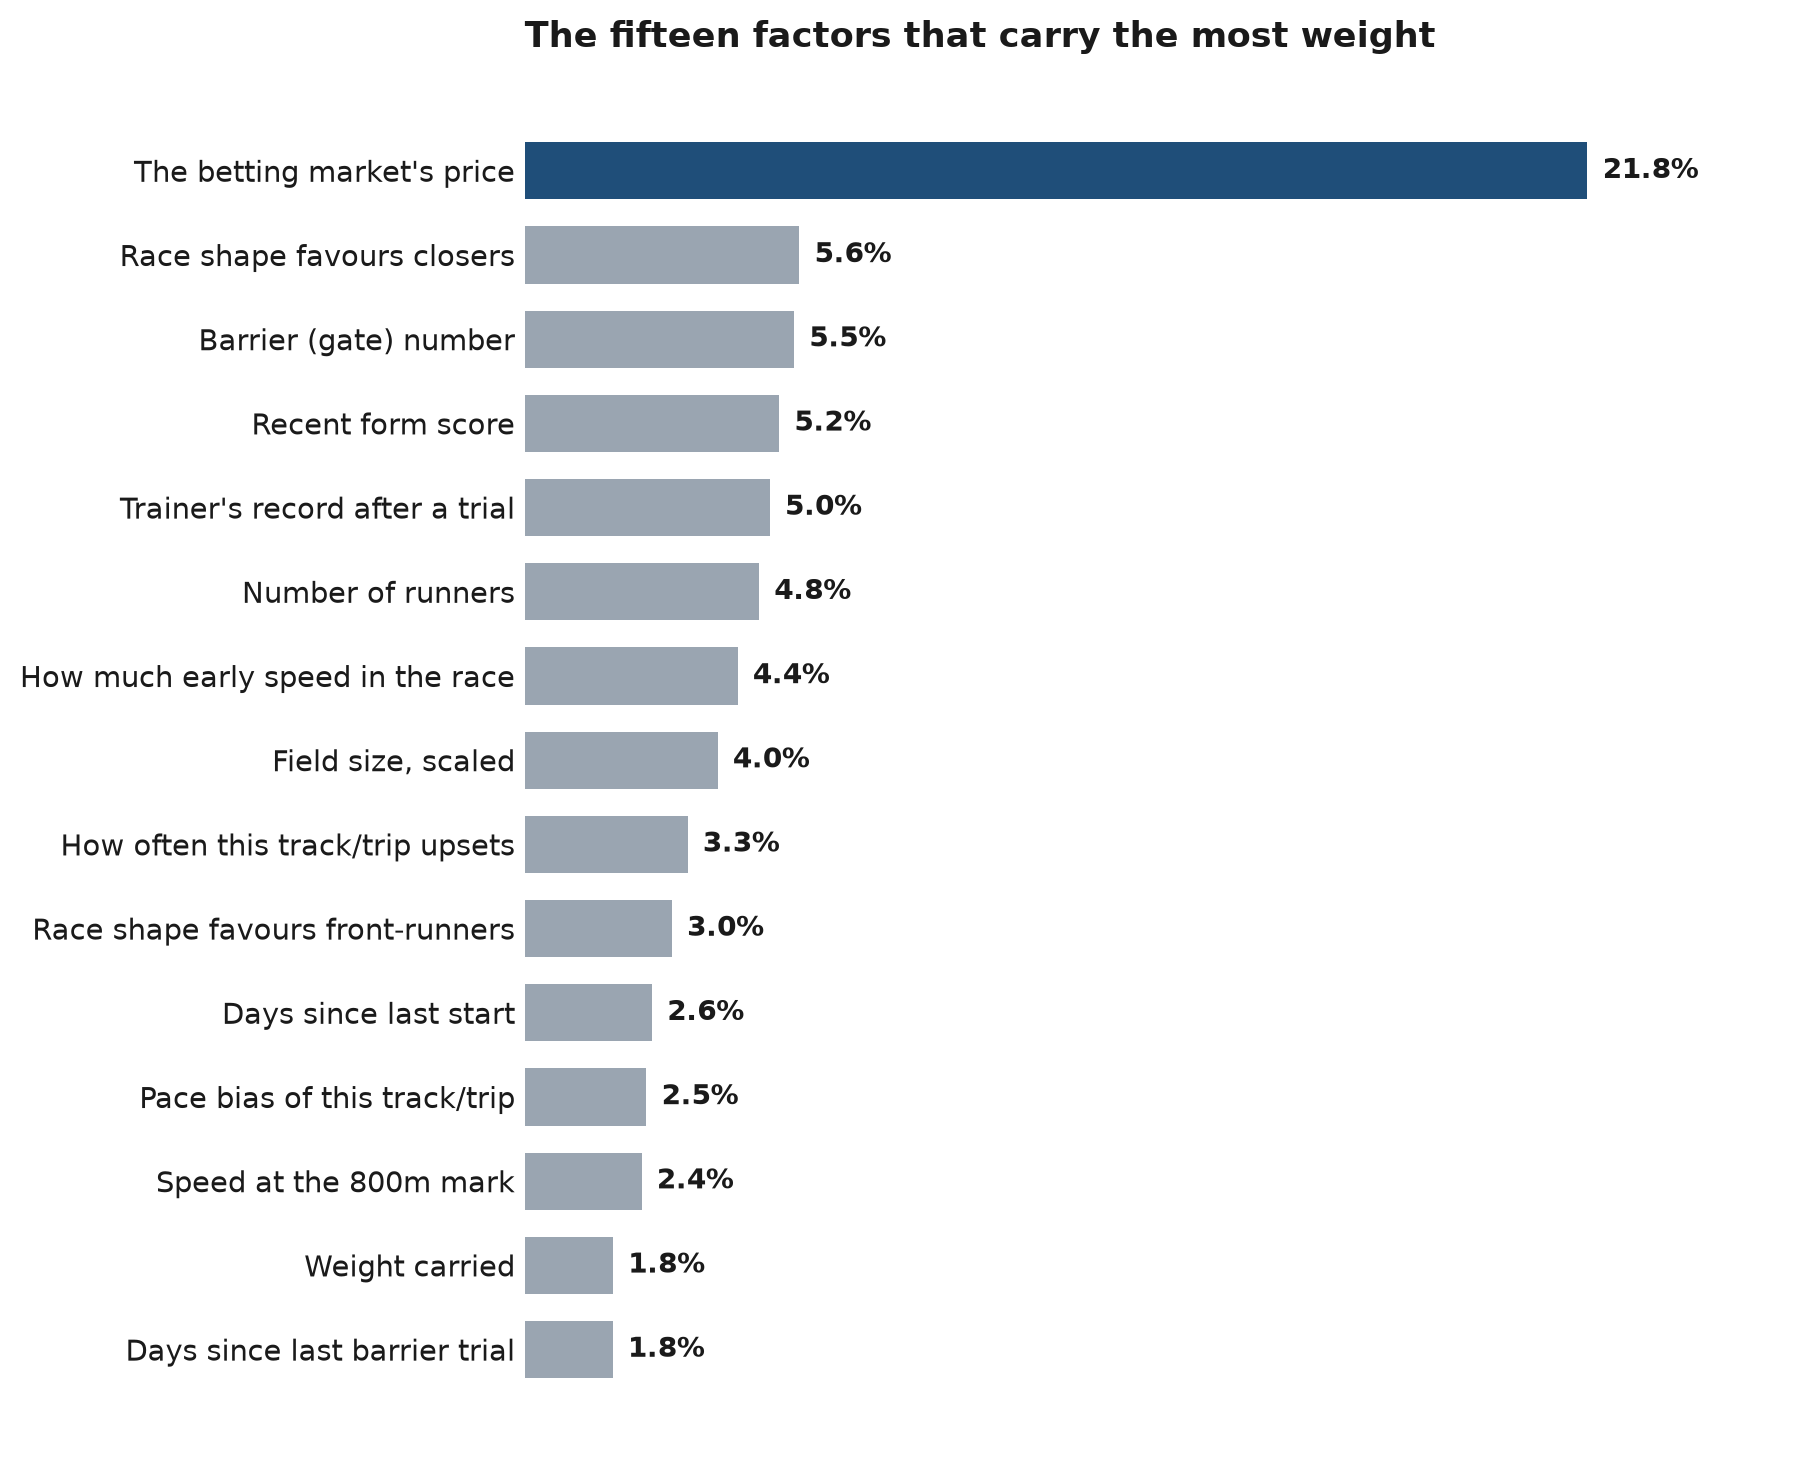 The fifteen factors that carry the most weight
The betting market's price 21.8%
Race shape favours closers 5.6%
Barrier (gate) number 5.5%
Recent form score 5.2%
Trainer's record after a trial 5.0%
Number of runners 4.8%
How much early speed in the race 4.4%
Field size, scaled 4.0%
How often this track/trip upsets 3.3%
Race shape favours front-runners 3.0%
Days since last start 2.6%
Pace bias of this track/trip 2.5%
Speed at the 800m mark 2.4%
Weight carried 1.8%
Days since last barrier trial 1.8%